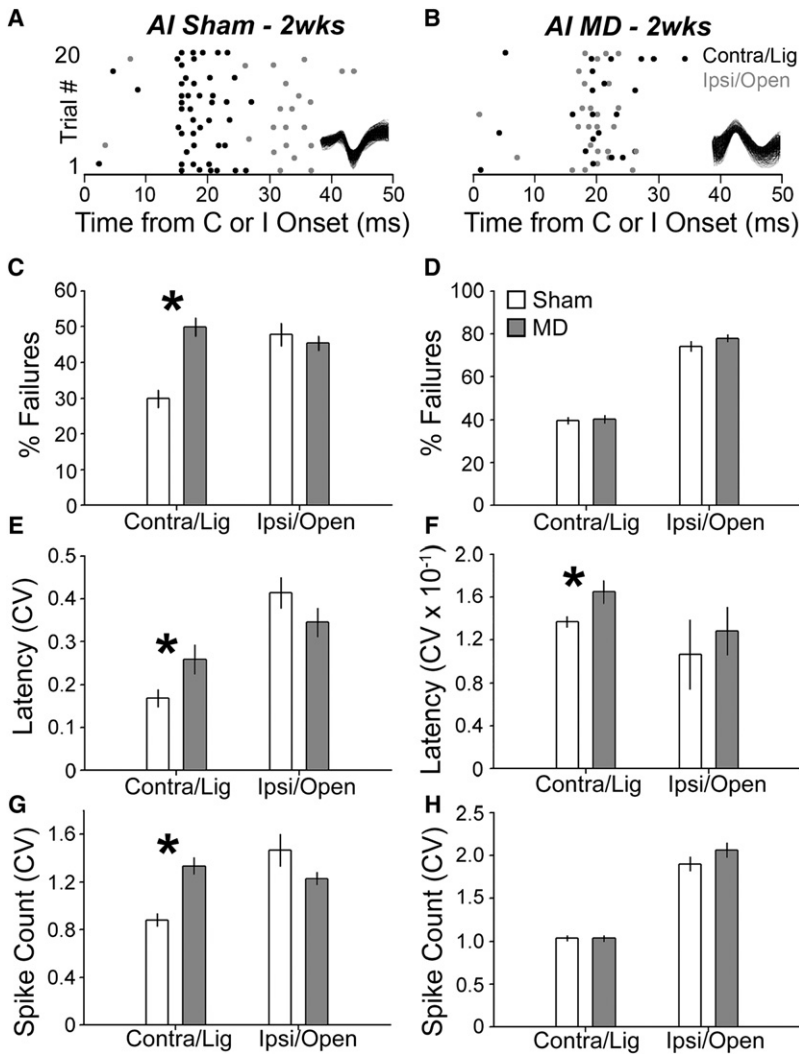 A
AI Sham - 2wks
20
Trial #
1
0 10 20 30 40 50
Time from C or I Onset (ms)
B
AI MD - 2wks
Contra/Lig
Ipsi/Open
0 10 20 30 40 50
Time from C or I Onset (ms)
C
*
% Failures
60
50
40
30
20
10
0
Contra/Lig Ipsi/Open
D
Sham
MD
% Failures
100
80
60
40
20
0
Contra/Lig Ipsi/Open
E
*
Latency (CV)
0.5
0.4
0.3
0.2
0.1
0
Contra/Lig Ipsi/Open
F
*
Latency (CV x 10⁻¹)
2.0
1.6
1.2
0.8
0.4
0
Contra/Lig Ipsi/Open
G
*
Spike Count (CV)
1.6
1.2
0.8
0.4
0
Contra/Lig Ipsi/Open
H
Spike Count (CV)
2.5
2.0
1.5
1.0
0.5
0
Contra/Lig Ipsi/Open